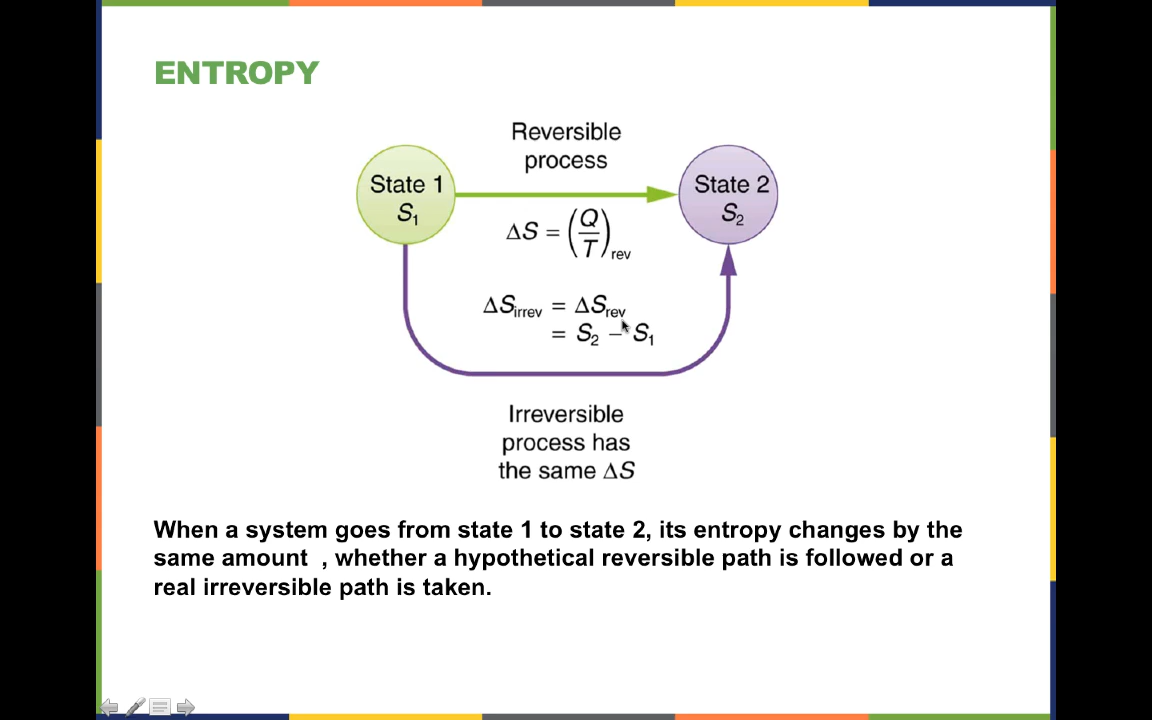 ENTROPY
Reversible
process
State 1
S₁
State 2
S₂
ΔS = (Q/T)rev
ΔSirrev = ΔSrev
= S₂ – S₁
Irreversible
process has
the same ΔS
When a system goes from state 1 to state 2, its entropy changes by the
same amount , whether a hypothetical reversible path is followed or a
real irreversible path is taken.